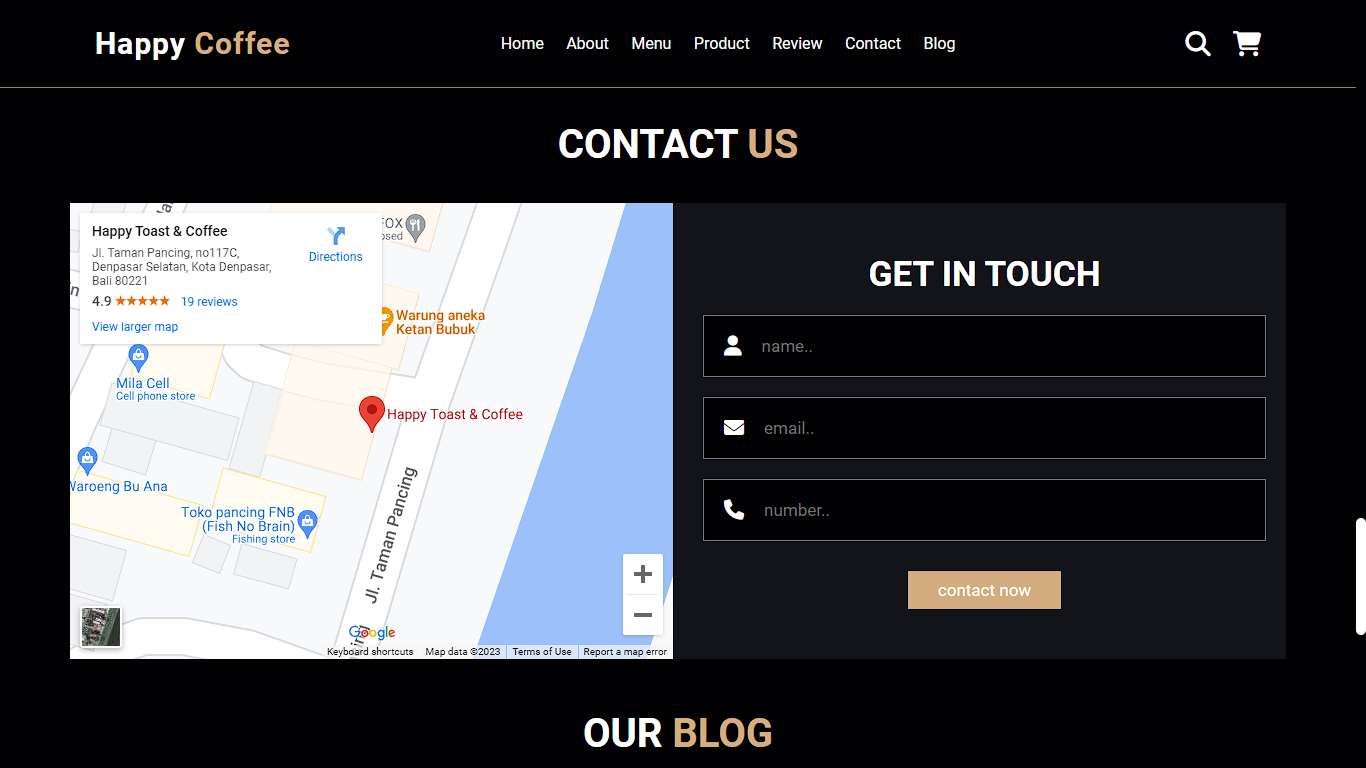 Happy Coffee
Home About Menu Product Review Contact Blog
CONTACT US
Happy Toast & Coffee
Jl. Taman Pancing, no117C,
Denpasar Selatan, Kota Denpasar,
Bali 80221
4.9 19 reviews
View larger map
Directions
FOX
Warung aneka
Ketan Bubuk
Mila Cell
Cell phone store
Happy Toast & Coffee
Waroeng Bu Ana
Toko pancing FNB
(Fish No Brain)
Fishing store
Jl. Taman Pancing
Google
Keyboard shortcuts Map data ©2023 Terms of Use Report a map error
GET IN TOUCH
name..
email..
number..
contact now
OUR BLOG